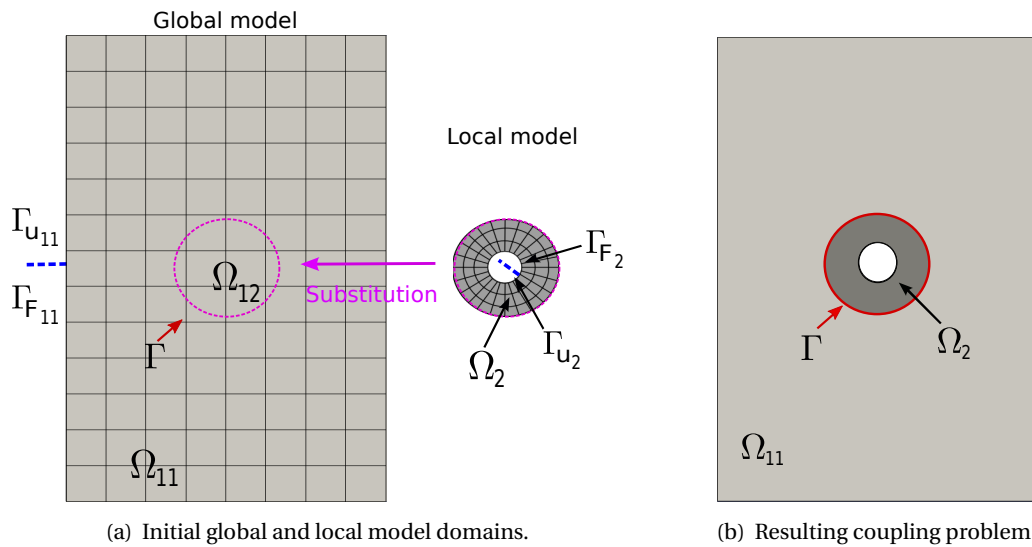 Global model
Local model
Γu11
ΓF11
Ω12
Substitution
Γ
Ω11
ΓF2
Γu2
Ω2
Γ
Ω2
Ω11
(a) Initial global and local model domains.
(b) Resulting coupling problem